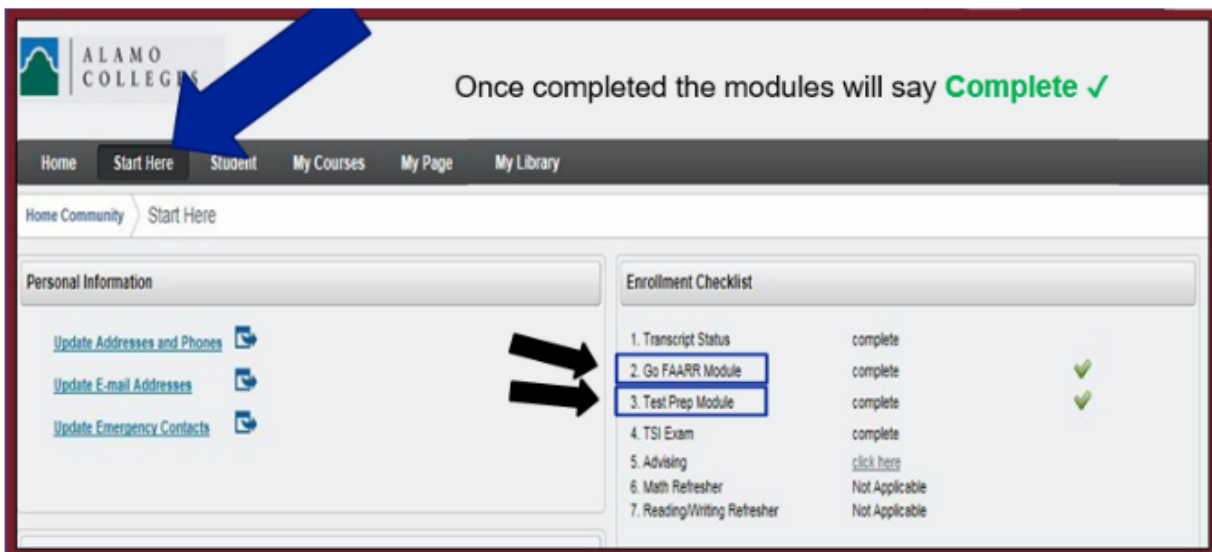 ALAMO
COLLEGES
Once completed the modules will say Complete ✓
Home Start Here Student My Courses My Page My Library
Home Community Start Here
Personal Information
Update Addresses and Phones
Update E-mail Addresses
Update Emergency Contacts
Enrollment Checklist
1. Transcript Status complete
2. Go FAARR Module complete
3. Test Prep Module complete
4. TSI Exam complete
5. Advising click here
6. Math Refresher Not Applicable
7. Reading/Writing Refresher Not Applicable